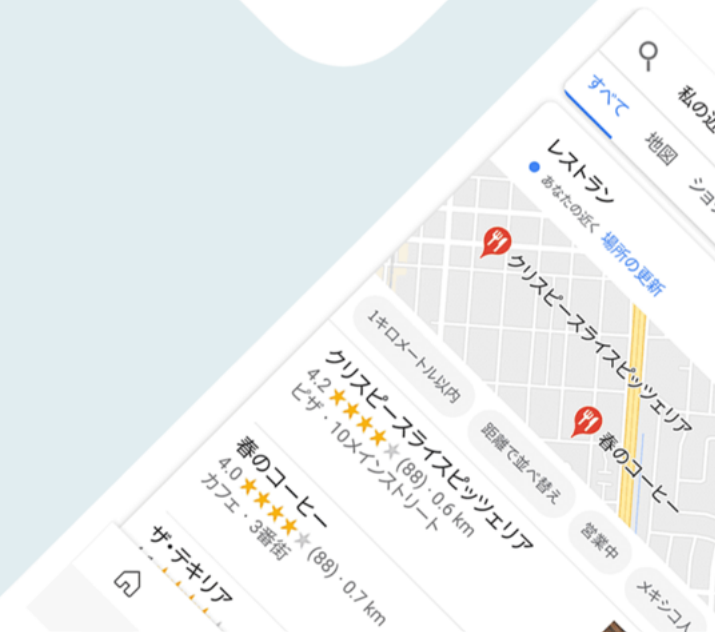 私の近
すべて
地図
ショ
レストラン
あなたの近く 場所の更新
クリスピースライスピッツェリア
春のコーヒー
1キロメートル以内
距離で並べ替え
営業中
メキシコ人
クリスピースライスピッツェリア
4.2 (88) · 0.6 km
ピザ · 10メインストリート
春のコーヒー
4.0 (88) · 0.7 km
カフェ · 3番街
ザ・テキリア